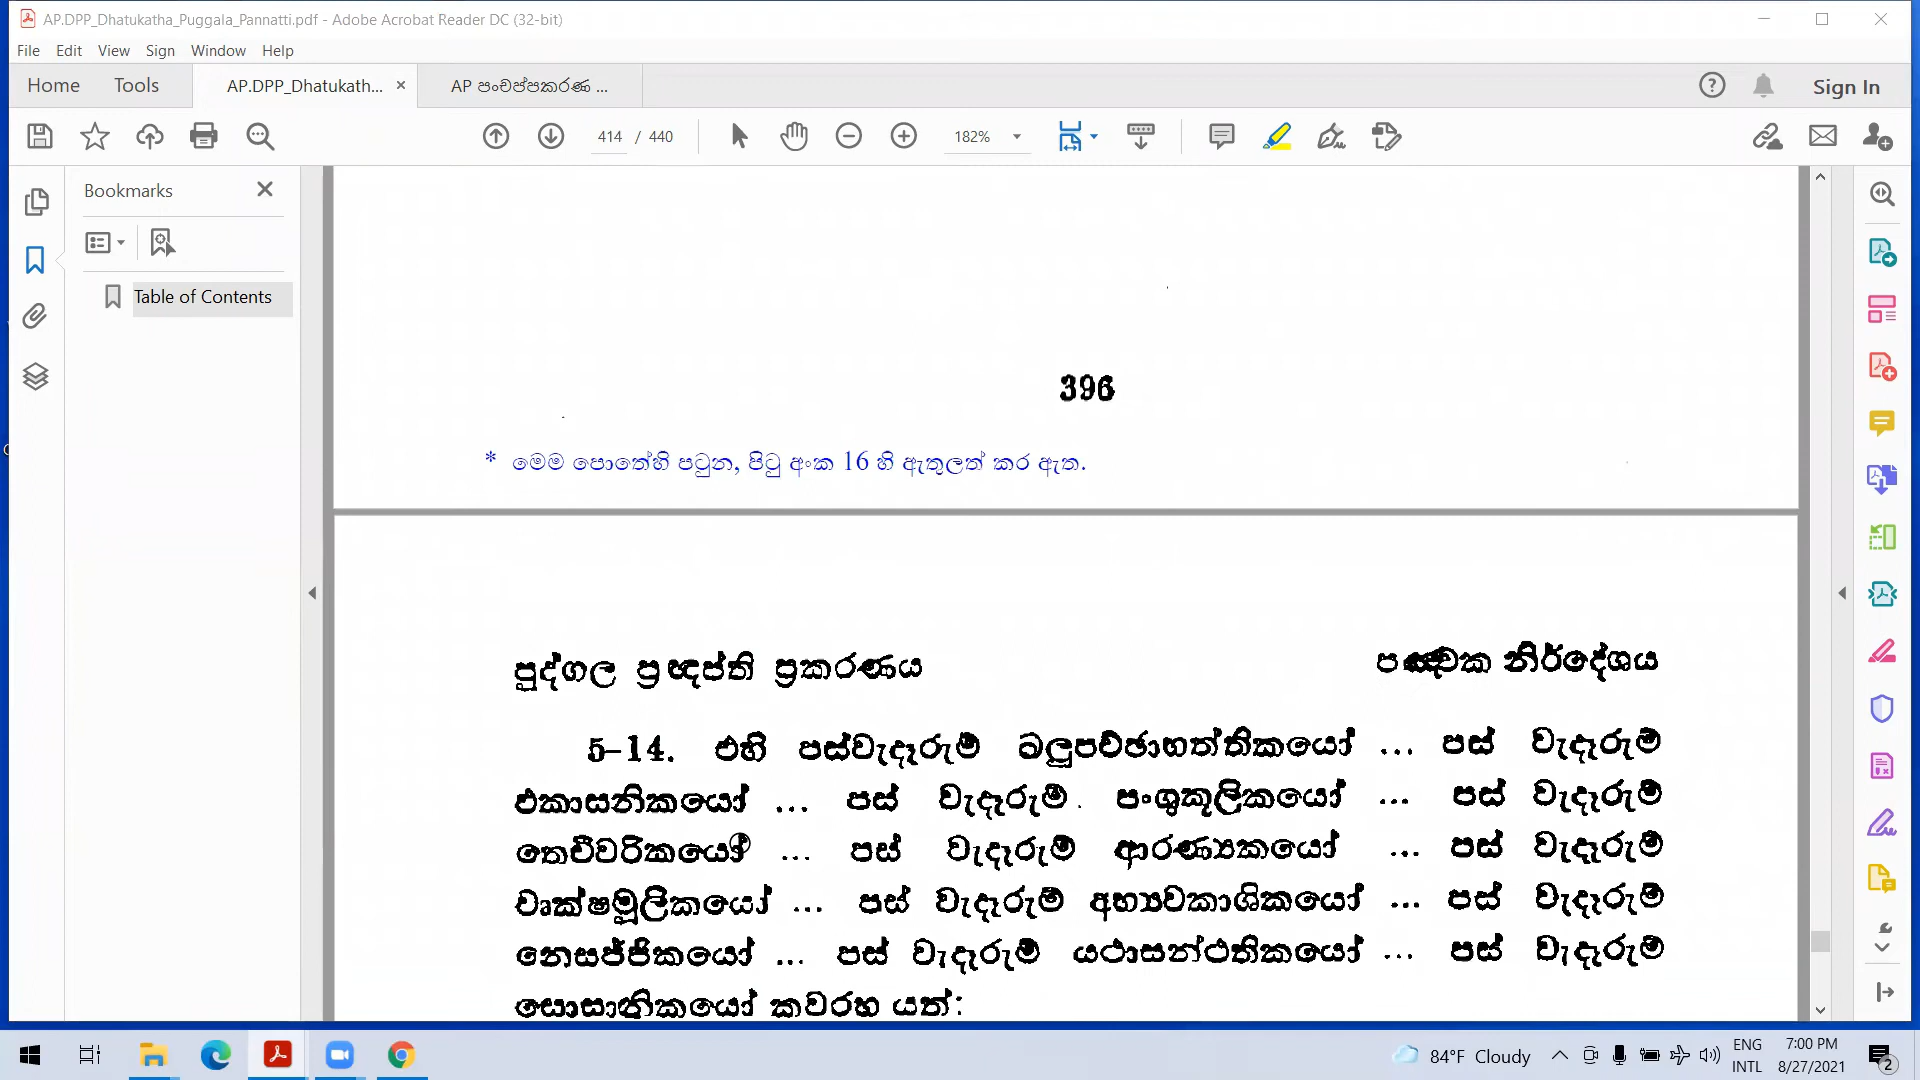 AP.DPP_Dhatukatha_Puggala_Pannatti.pdf - Adobe Acrobat Reader DC (32-bit)
File Edit View Sign Window Help
Home Tools AP.DPP_Dhatukath... AP පංචප්පකරණ ... Sign In
414 / 440 182%
Bookmarks
Table of Contents
396
* මෙම පොතේහි පටුන, පිටු අංක 16 හි ඇතුලත් කර ඇත.
පුද්ගල ප්‍රඥප්ති ප්‍රකරණය පඤ්චක නිර්දේශය
5-14. එහි පස්වැදෑරුම් ඛලුපච්ඡාභත්තිකයෝ ... පස් වැදෑරුම්
එකාසනිකයෝ ... පස් වැදෑරුම් පංශුකූලිකයෝ ... පස් වැදෑරුම්
තෙචීවරිකයෝ ... පස් වැදෑරුම් ආරණ්‍යකයෝ ... පස් වැදෑරුම්
වෘක්ෂමූලිකයෝ ... පස් වැදෑරුම් අභ්‍යවකාශිකයෝ ... පස් වැදෑරුම්
නෙසජ්ජිකයෝ ... පස් වැදෑරුම් යථාසන්ථතිකයෝ ... පස් වැදෑරුම්
සොසානිකයෝ කවරහ යත්:
84°F Cloudy ENG INTL 7:00 PM 8/27/2021 2